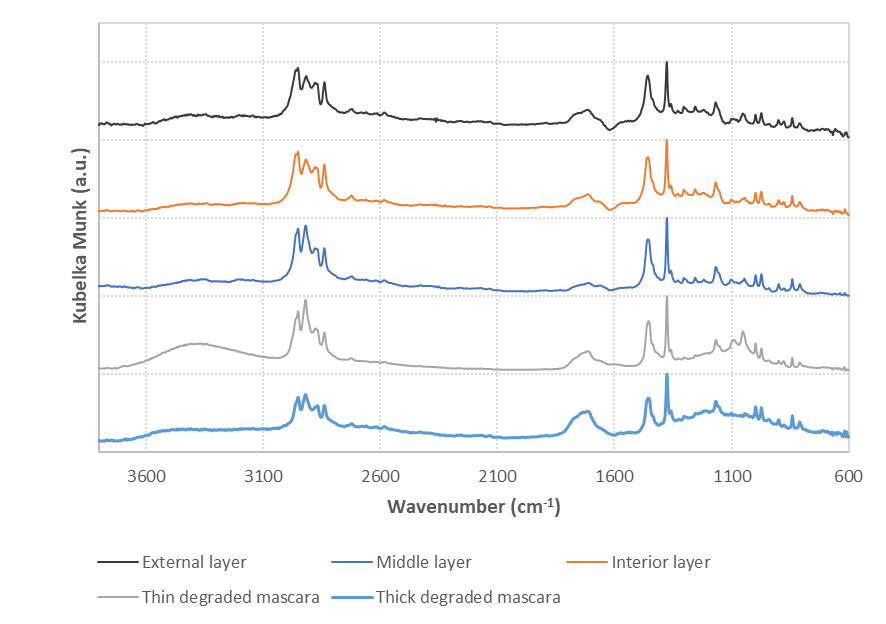 Kubelka Munk (a.u.)
3600 3100 2600 2100 1600 1100 600
Wavenumber (cm-1)
External layer Middle layer Interior layer
Thin degraded mascara Thick degraded mascara